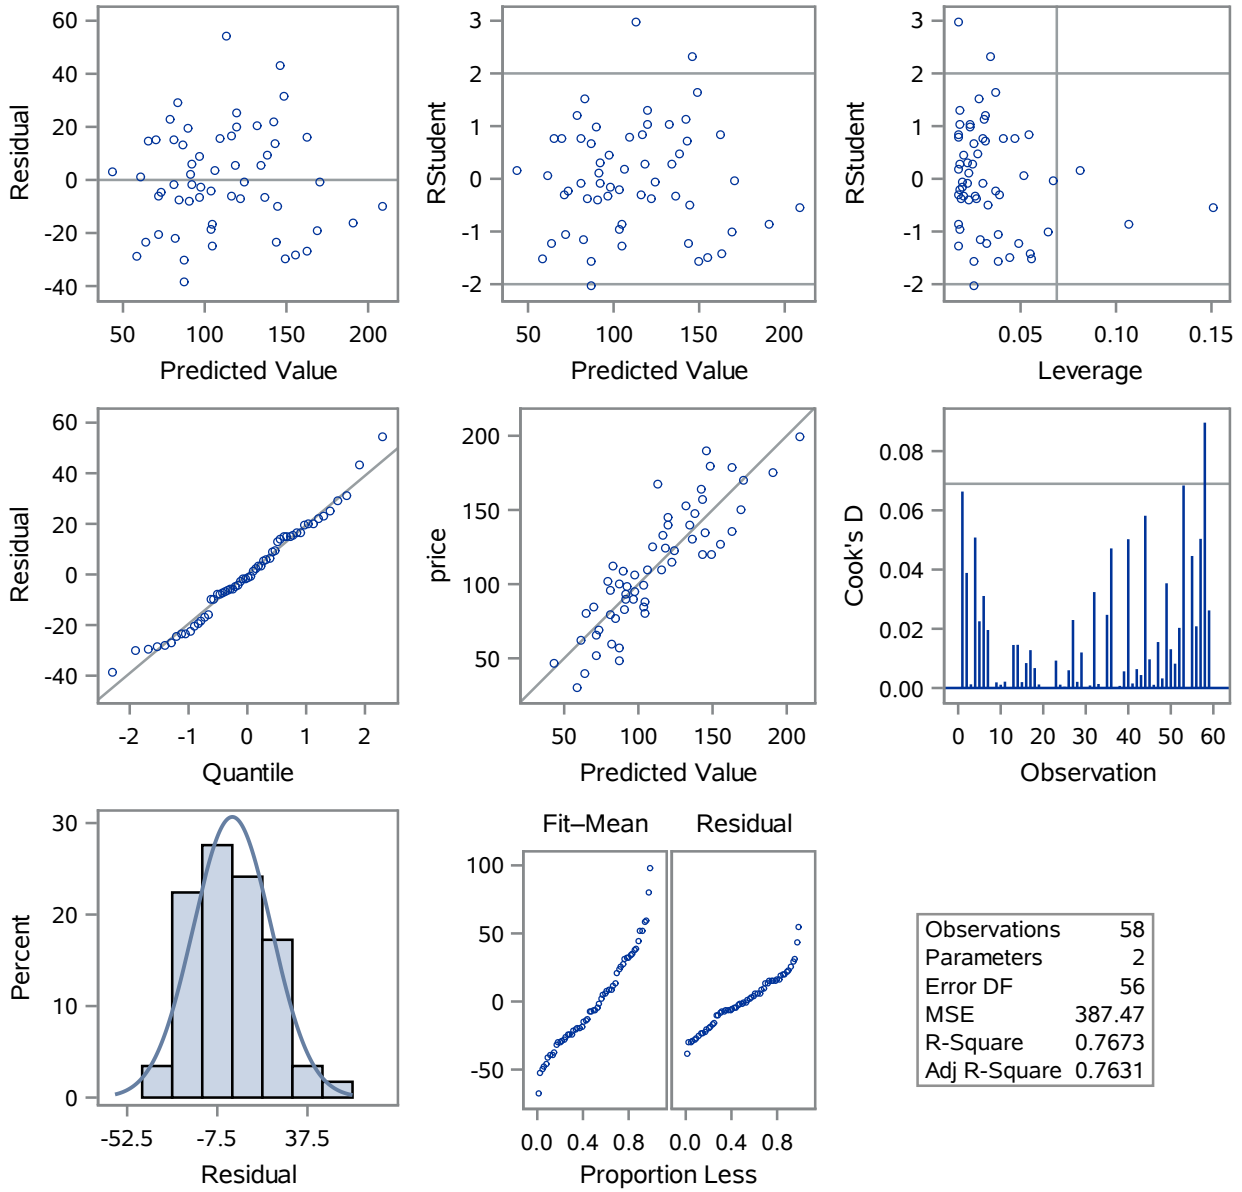 60
40
20
0
-20
-40
Residual
50 100 150 200
Predicted Value
3
2
1
0
-1
-2
RStudent
50 100 150 200
Predicted Value
3
2
1
0
-1
-2
RStudent
0.05 0.10 0.15
Leverage
60
40
20
0
-20
-40
Residual
-2 -1 0 1 2
Quantile
200
150
100
50
price
50 100 150 200
Predicted Value
0.08
0.06
0.04
0.02
0.00
Cook's D
0 10 20 30 40 50 60
Observation
30
20
10
0
Percent
-52.5 -7.5 37.5
Residual
Fit–Mean Residual
100
50
0
-50
0.0 0.4 0.8 0.0 0.4 0.8
Proportion Less
Observations 58
Parameters 2
Error DF 56
MSE 387.47
R-Square 0.7673
Adj R-Square 0.7631